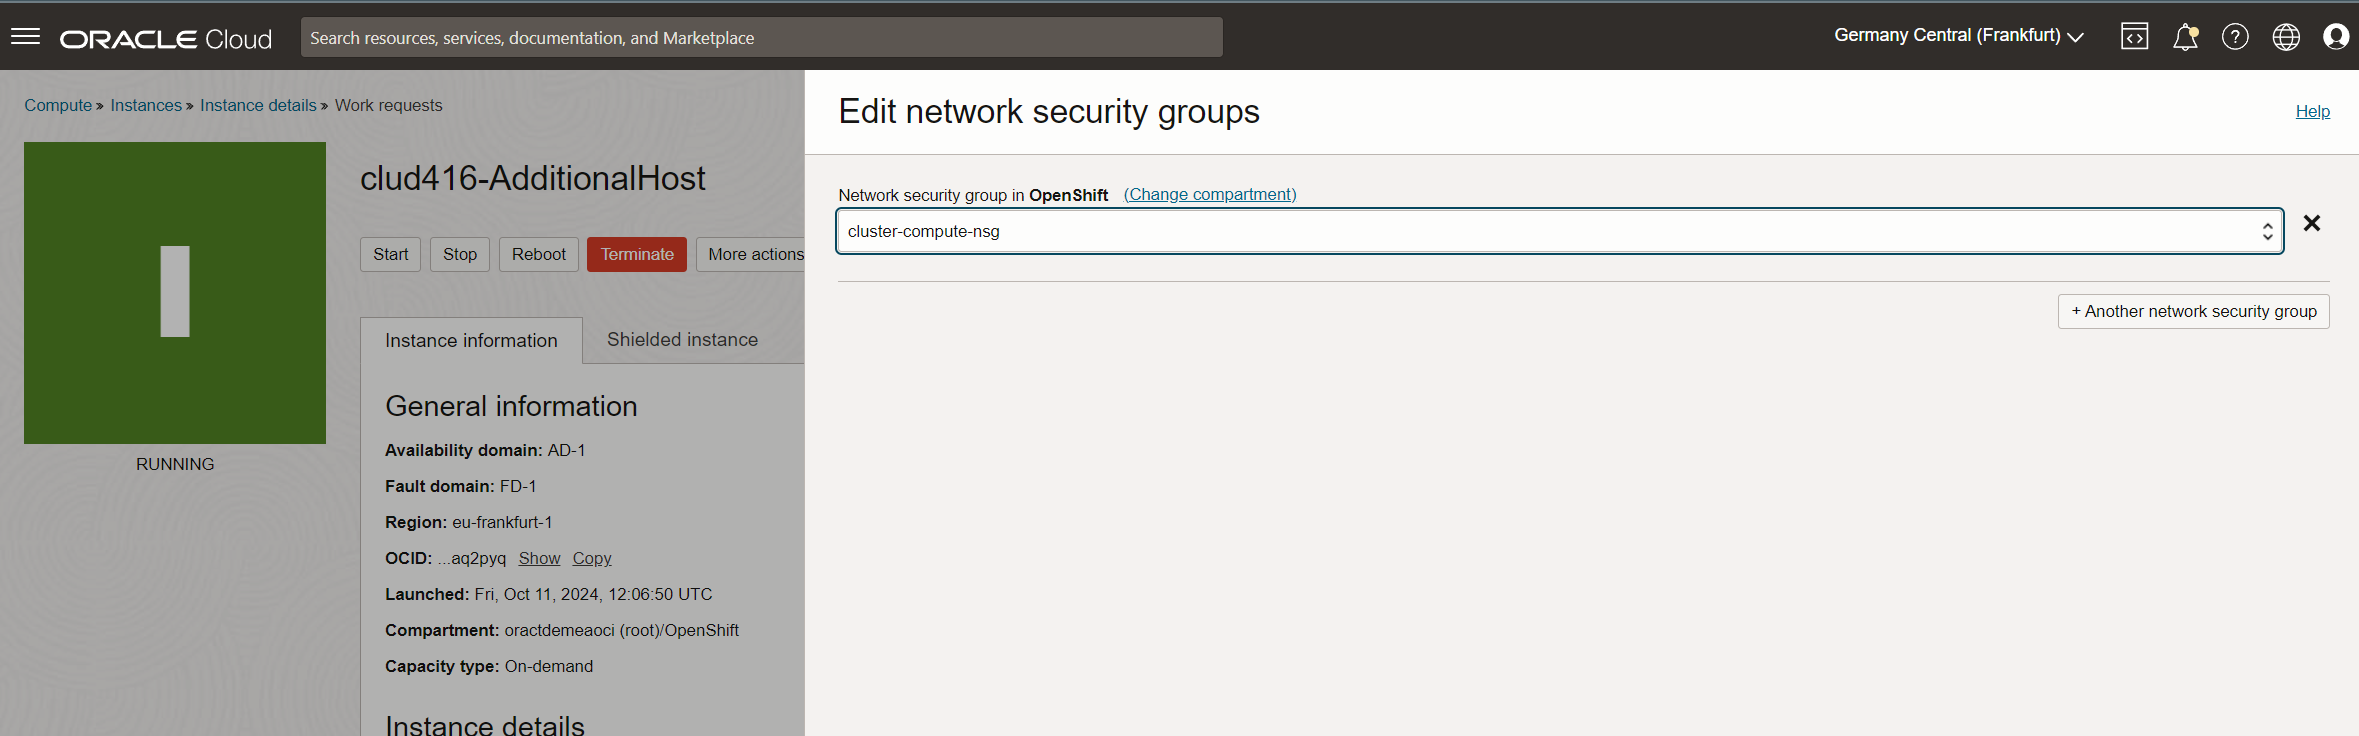 ORACLE Cloud
Search resources, services, documentation, and Marketplace
Germany Central (Frankfurt)
Compute » Instances » Instance details » Work requests
RUNNING
clud416-AdditionalHost
Start Stop Reboot Terminate More actions
Instance information Shielded instance
General information
Availability domain: AD-1
Fault domain: FD-1
Region: eu-frankfurt-1
OCID: ...aq2pyq Show Copy
Launched: Fri, Oct 11, 2024, 12:06:50 UTC
Compartment: oractdemeaoci (root)/OpenShift
Capacity type: On-demand
Instance details
Edit network security groups
Help
Network security group in OpenShift (Change compartment)
cluster-compute-nsg
+ Another network security group